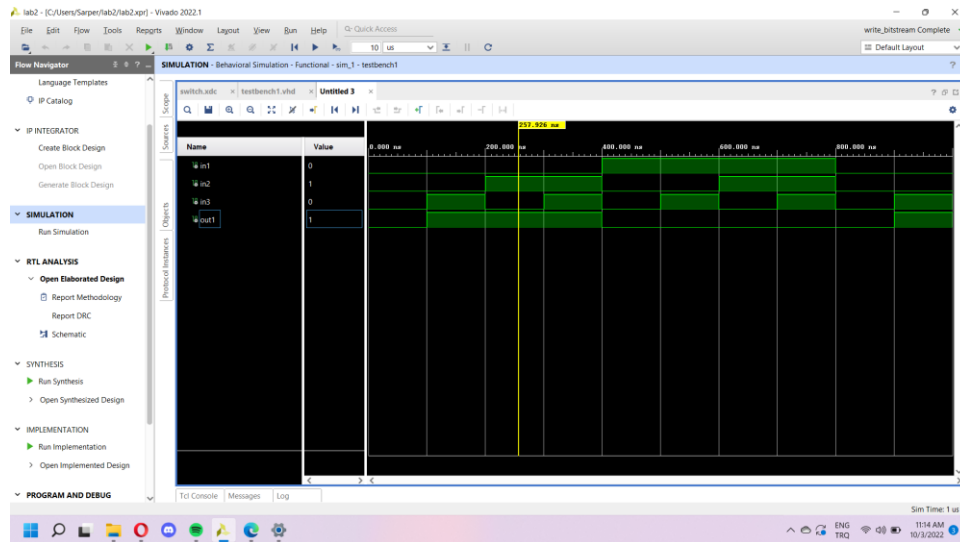 lab2 - [C:/Users/Sarper/lab2/lab2.xpr] - Vivado 2022.1
File Edit Flow Tools Reports Window Layout View Run Help Quick Access
write_bitstream Complete
10 us
Default Layout
Flow Navigator
SIMULATION - Behavioral Simulation - Functional - sim_1 - testbench1
Language Templates
IP Catalog
IP INTEGRATOR
Create Block Design
Open Block Design
Generate Block Design
SIMULATION
Run Simulation
RTL ANALYSIS
Open Elaborated Design
Report Methodology
Report DRC
Schematic
SYNTHESIS
Run Synthesis
Open Synthesized Design
IMPLEMENTATION
Run Implementation
Open Implemented Design
PROGRAM AND DEBUG
Scope
Sources
Objects
Protocol Instances
switch.xdc × testbench1.vhd × Untitled 3 ×
257.926 ns
Name Value
0.000 ns 200.000 ns 400.000 ns 600.000 ns 800.000 ns
in1 0
in2 1
in3 0
out1 1
Tcl Console Messages Log
Sim Time: 1 us
ENG
TRQ
11:14 AM
10/3/2022